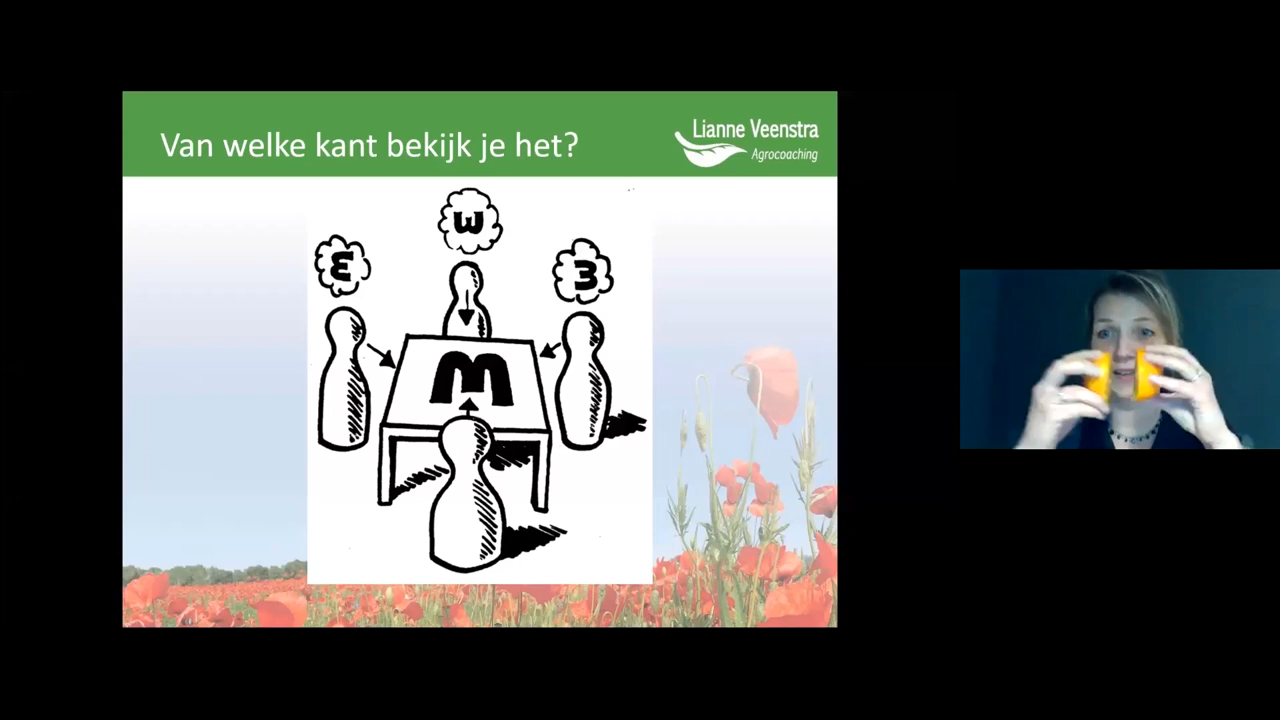 Van welke kant bekijk je het?
Lianne Veenstra
Agrocoaching
ω
ε
3
m